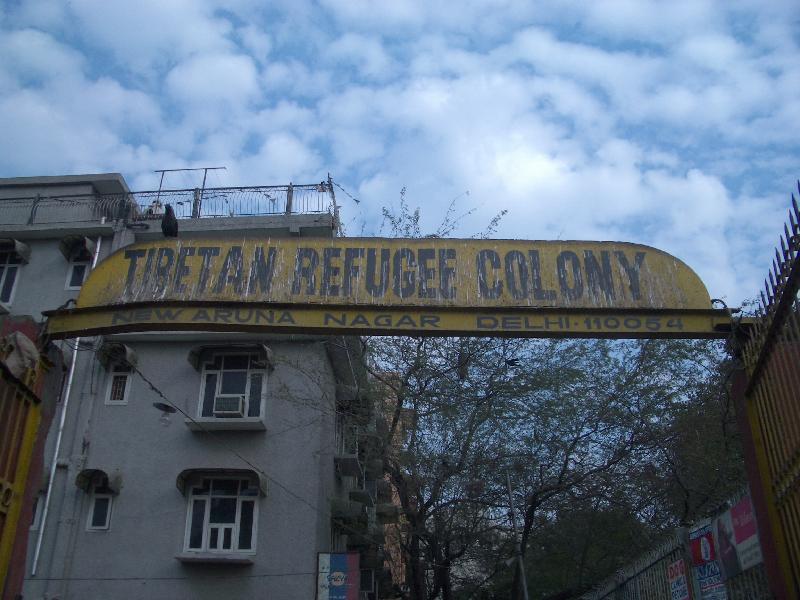 TIBETAN REFUGEE COLONY
NEW ARUNA NAGAR DELHI-110054